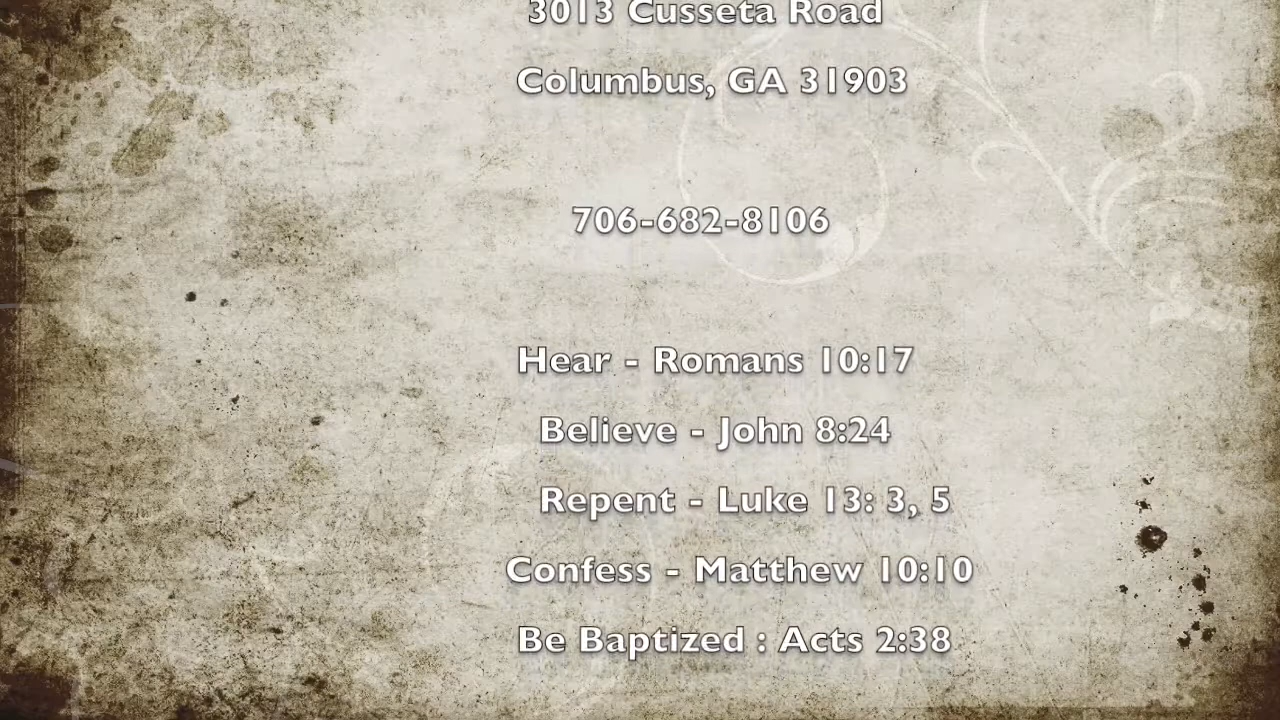 3013 Cusseta Road
Columbus, GA 31903
706-682-8106
Hear - Romans 10:17
Believe - John 8:24
Repent - Luke 13: 3, 5
Confess - Matthew 10:10
Be Baptized : Acts 2:38